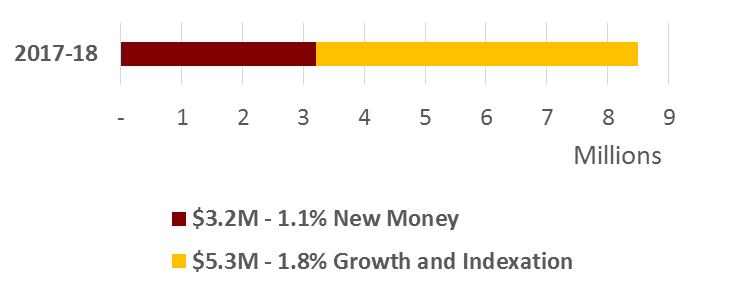 2017-18
- 1 2 3 4 5 6 7 8 9
Millions
$3.2M - 1.1% New Money
$5.3M - 1.8% Growth and Indexation